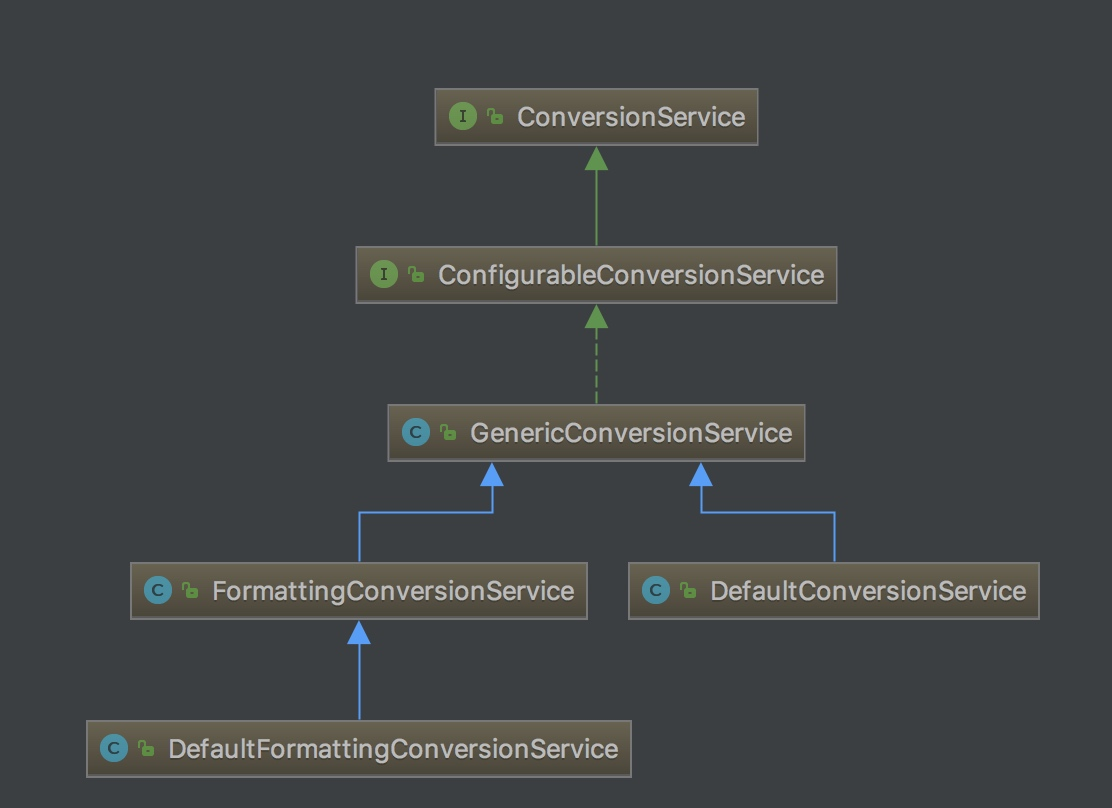 I ConversionService
I ConfigurableConversionService
C GenericConversionService
C FormattingConversionService
C DefaultConversionService
C DefaultFormattingConversionService